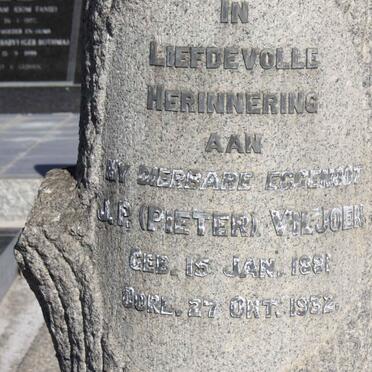 IN
LIEFDEVOLLE
HERINNERING
AAN
MY DIERBARE EGGENOOT
J.P. (PIETER) VILJOEN
GEB. 15 JAN. 1881
OORL. 27 OKT. 1952.